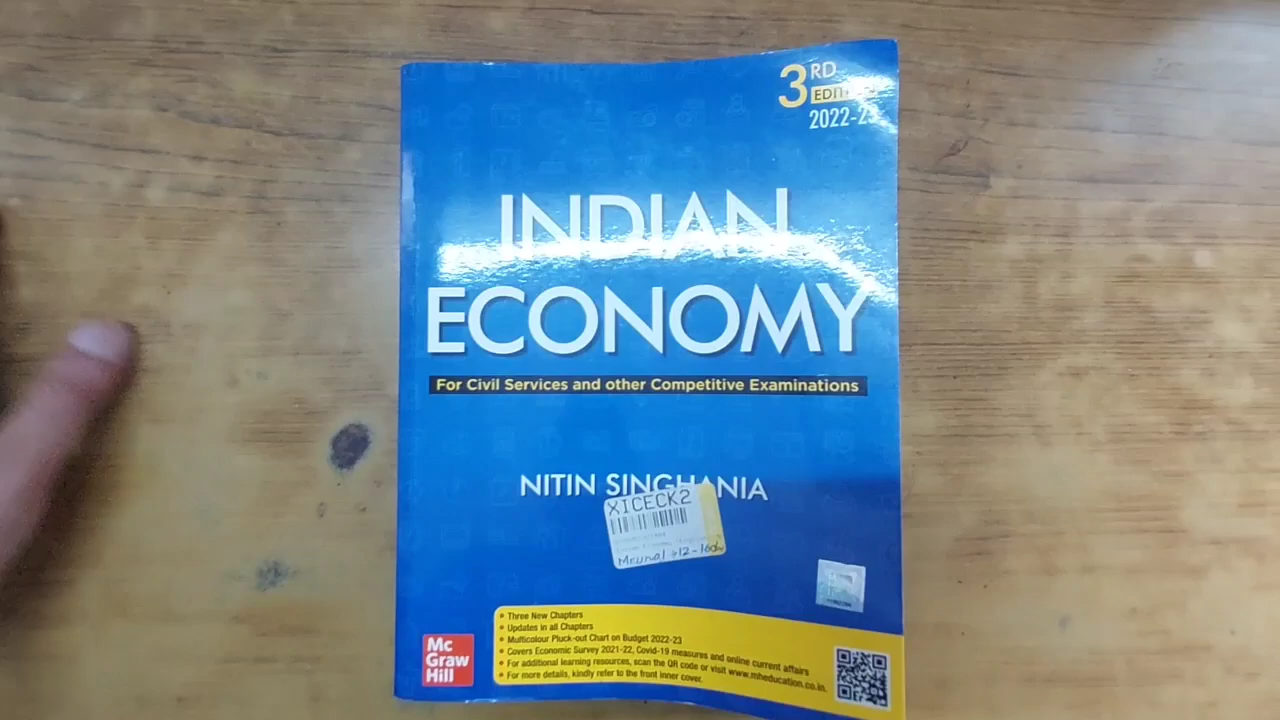 3RD
EDITION
2022-23
INDIAN
ECONOMY
For Civil Services and other Competitive Examinations
NITIN SINGHANIA
XICECK2
Mrunal
Mc
Graw
Hill
• Three New Chapters
• Updates in all Chapters
• Multicolour Pluck-out Chart on Budget 2022-23
• Covers Economic Survey 2021-22, Covid-19 measures and online current affairs
• For additional learning resources, scan the QR code or visit www.mheducation.co.in.
• For more details, kindly refer to the front inner cover.